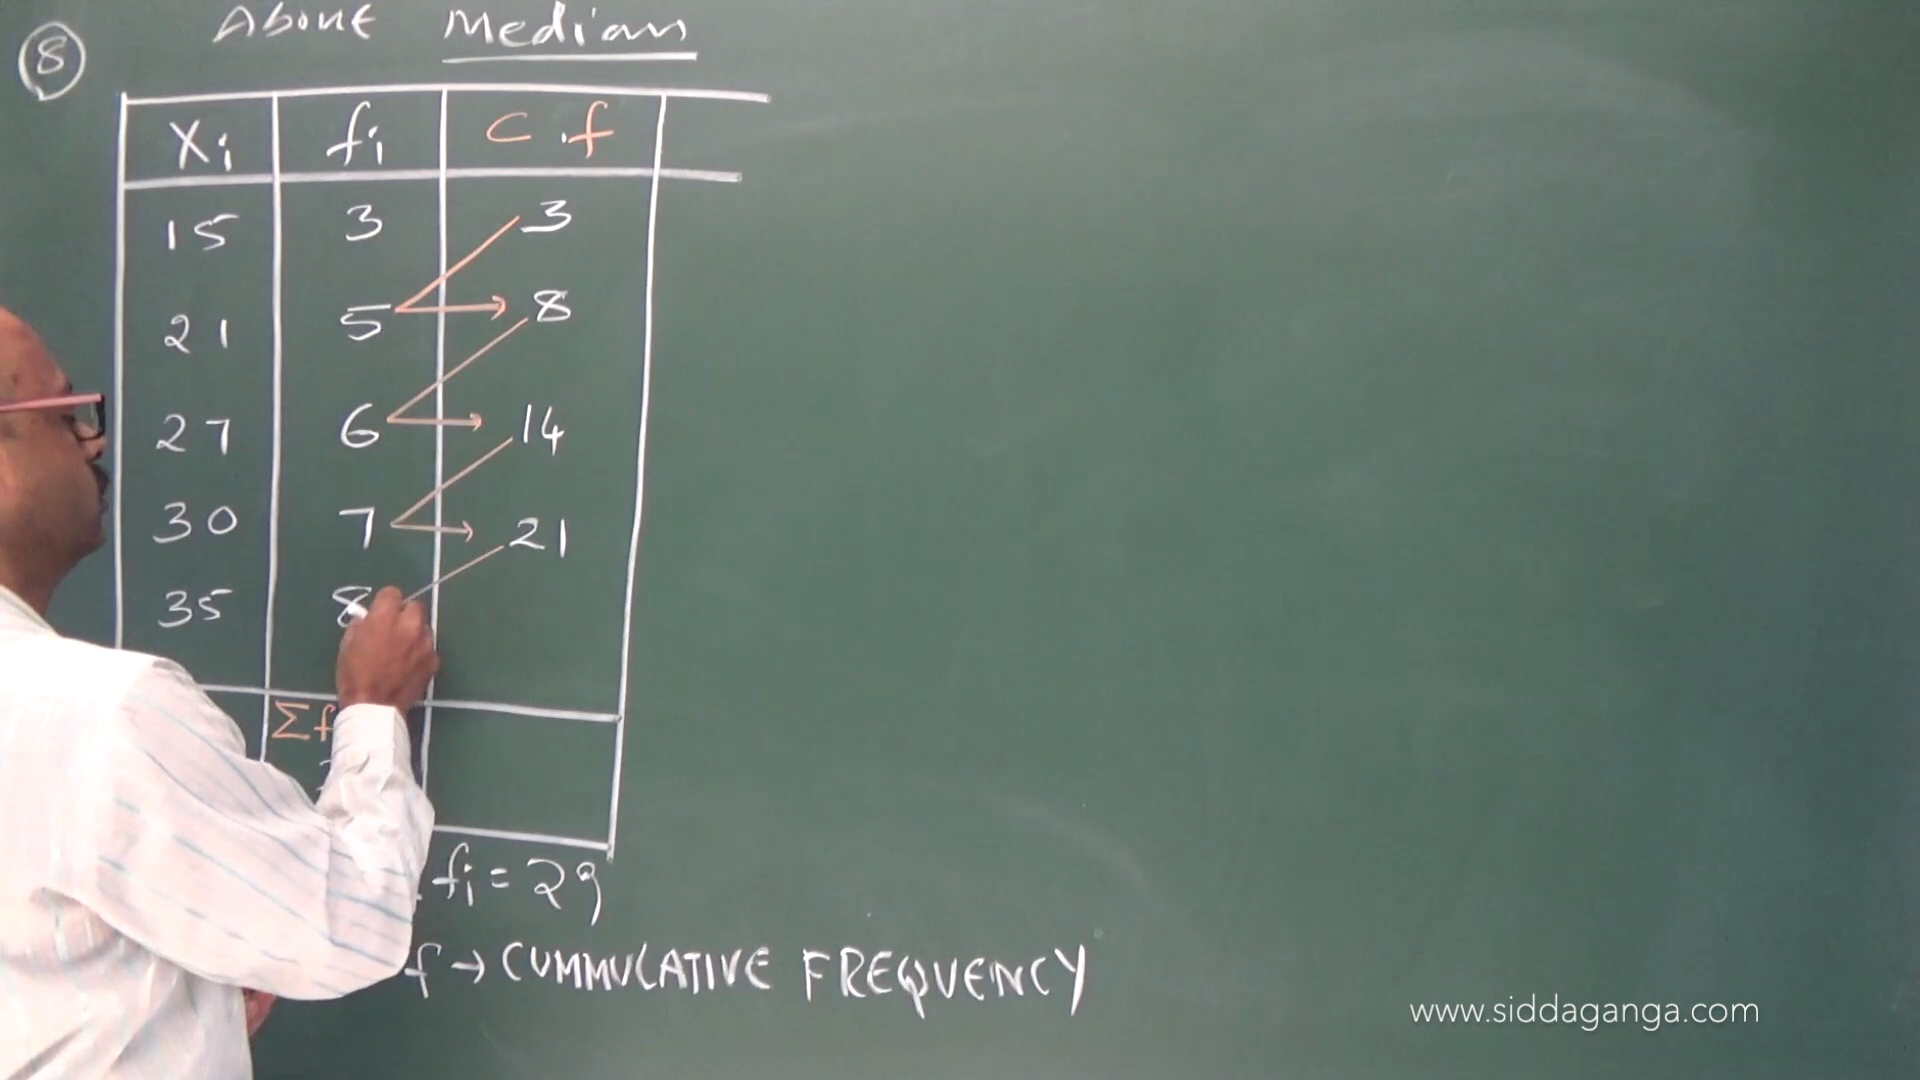 8 About Median
Xi fi C.f
15 3 3
21 5 8
27 6 14
30 7 21
35 8
Σf
fi = 29
f → CUMMULATIVE FREQUENCY
www.siddaganga.com